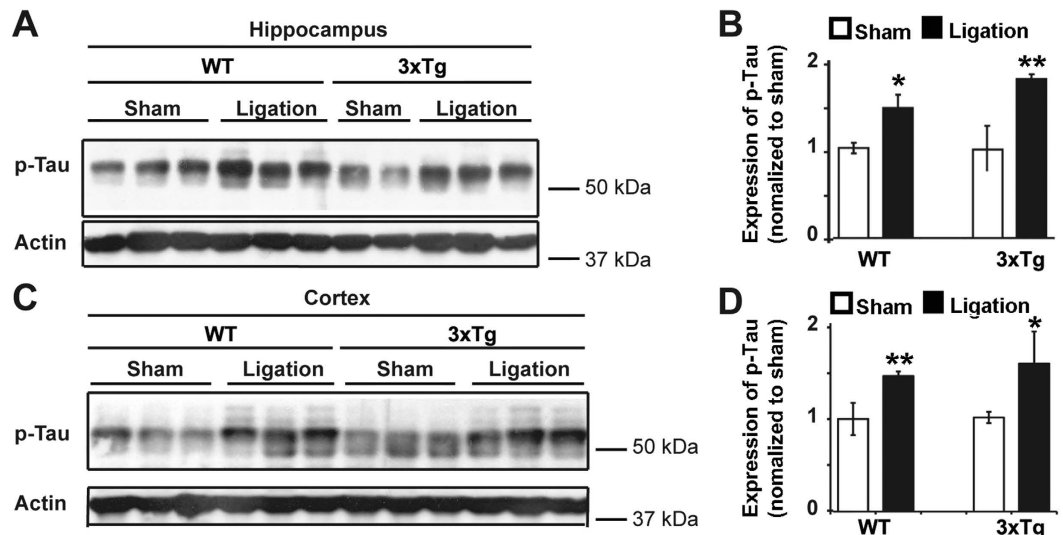 A
Hippocampus
WT 3xTg
Sham Ligation Sham Ligation
p-Tau
50 kDa
Actin
37 kDa
B
Sham Ligation
Expression of p-Tau
(nomalized to sham)
2
1
0
* **
WT 3xTg
C
Cortex
WT 3xTg
Sham Ligation Sham Ligation
p-Tau
50 kDa
Actin
37 kDa
D
Sham Ligation
Expression of p-Tau
(nomalized to sham)
2
1
0
** *
WT 3xTg